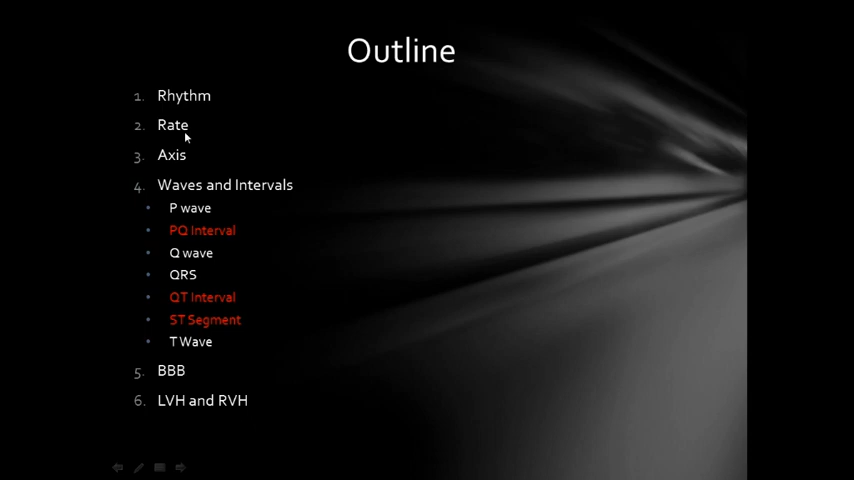 Outline
1. Rhythm
2. Rate
3. Axis
4. Waves and Intervals
• P wave
• PQ Interval
• Q wave
• QRS
• QT Interval
• ST Segment
• T Wave
5. BBB
6. LVH and RVH